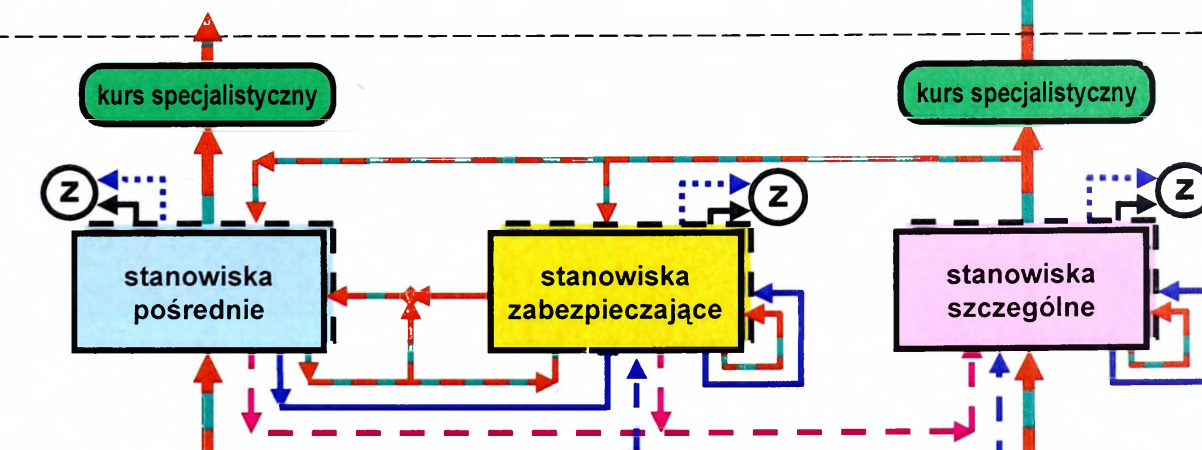 kurs specjalistyczny
kurs specjalistyczny
Z
Z
Z
stanowiska
pośrednie
stanowiska
zabezpieczające
stanowiska
szczególne